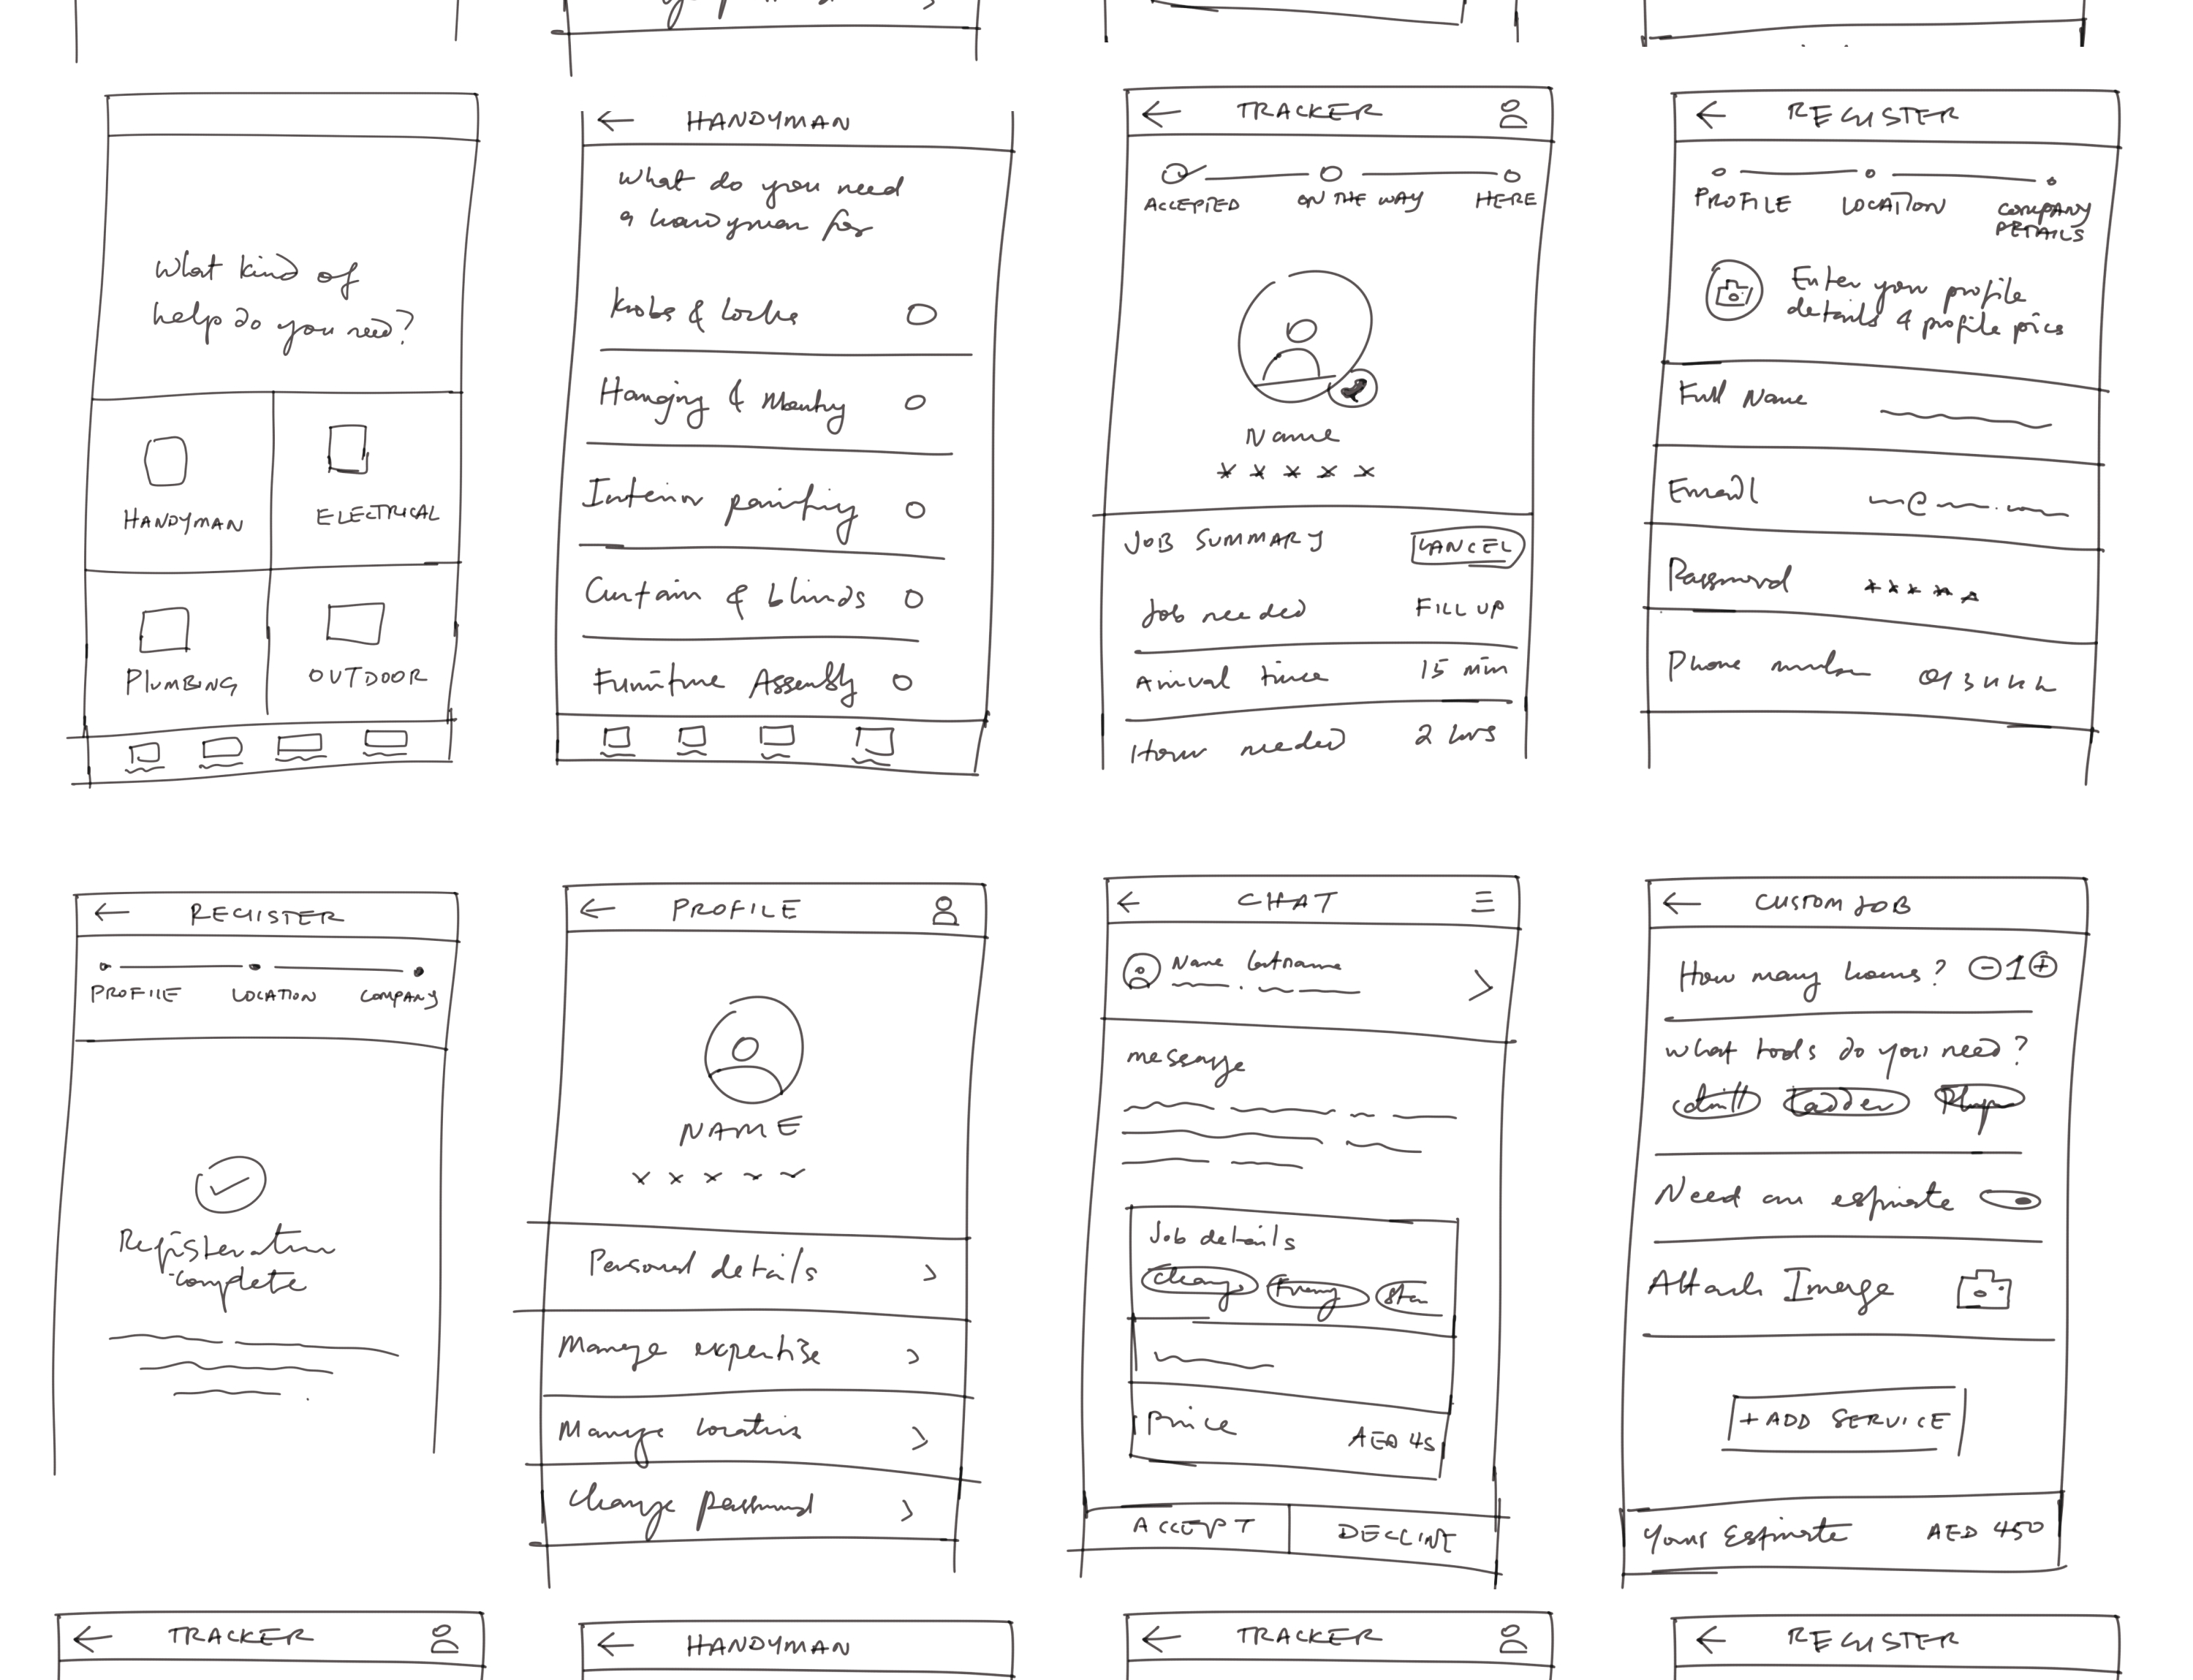 What kind of
help do you need?
HANDYMAN
ELECTRICAL
PLUMBING
OUTDOOR
HANDYMAN
What do you need
a handyman for
Knobs & locks
Hanging &
Interior painting
Curtain & blinds
Furniture Assembly
TRACKER
ACCEPTED
ON THE WAY
HERE
Name
JOB SUMMARY
CANCEL
Job needed
FILL UP
Arrival time
15 min
Hour needed
2 hrs
REGISTER
PROFILE
LOCATION
COMPANY
DETAILS
Enter your profile
details & profile pics
Full Name
Email
@
Password
*****
Phone number
REGISTER
PROFILE
LOCATION
COMPANY
Registeration
complete
PROFILE
NAME
Personal details
Manage expertise
Manage location
Change password
CHAT
Name lastname
message
Job details
Price
AED 45
ACCEPT
DECLINE
CUSTOM JOB
How many hours?
1
What tools do you need?
drill
Ladder
Need an estimate
Attach Image
+ ADD SERVICE
Your Estimate
AED 450
TRACKER
HANDYMAN
TRACKER
REGISTER